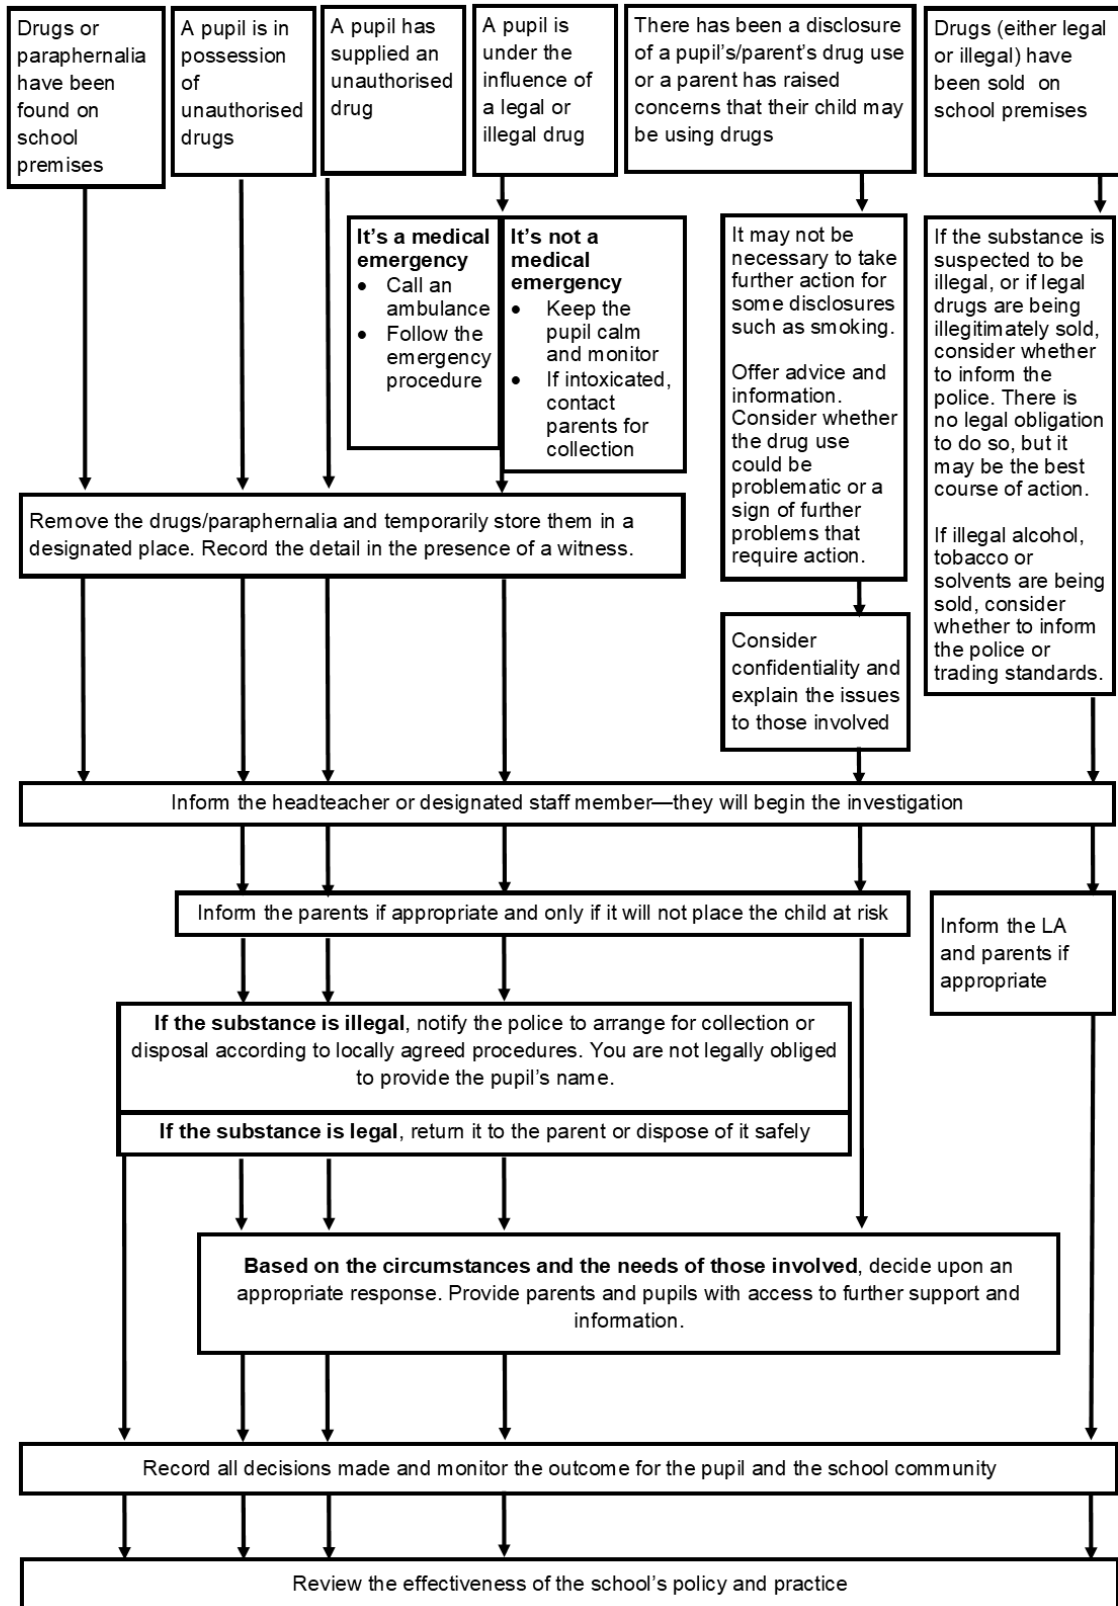 Drugs or
paraphernalia
have been
found on
school
premises
A pupil is in
possession
of
unauthorised
drugs
A pupil has
supplied an
unauthorised
drug
A pupil is
under the
influence of
a legal or
illegal drug
There has been a disclosure
of a pupil's/parent's drug use
or a parent has raised
concerns that their child may
be using drugs
Drugs (either legal
or illegal) have
been sold on
school premises
It's a medical
emergency
• Call an
ambulance
• Follow the
emergency
procedure
It's not a
medical
emergency
• Keep the
pupil calm
and monitor
• If intoxicated,
contact
parents for
collection
It may not be
necessary to take
further action for
some disclosures
such as smoking.
Offer advice and
information.
Consider whether
the drug use
could be
problematic or a
sign of further
problems that
require action.
If the substance is
suspected to be
illegal, or if legal
drugs are being
illegitimately sold,
consider whether
to inform the
police. There is
no legal obligation
to do so, but it
may be the best
course of action.
If illegal alcohol,
tobacco or
solvents are being
sold, consider
whether to inform
the police or
trading standards.
Remove the drugs/paraphernalia and temporarily store them in a
designated place. Record the detail in the presence of a witness.
Consider
confidentiality and
explain the issues
to those involved
Inform the headteacher or designated staff member—they will begin the investigation
Inform the parents if appropriate and only if it will not place the child at risk
Inform the LA
and parents if
appropriate
If the substance is illegal, notify the police to arrange for collection or
disposal according to locally agreed procedures. You are not legally obliged
to provide the pupil's name.
If the substance is legal, return it to the parent or dispose of it safely
Based on the circumstances and the needs of those involved, decide upon an
appropriate response. Provide parents and pupils with access to further support and
information.
Record all decisions made and monitor the outcome for the pupil and the school community
Review the effectiveness of the school's policy and practice